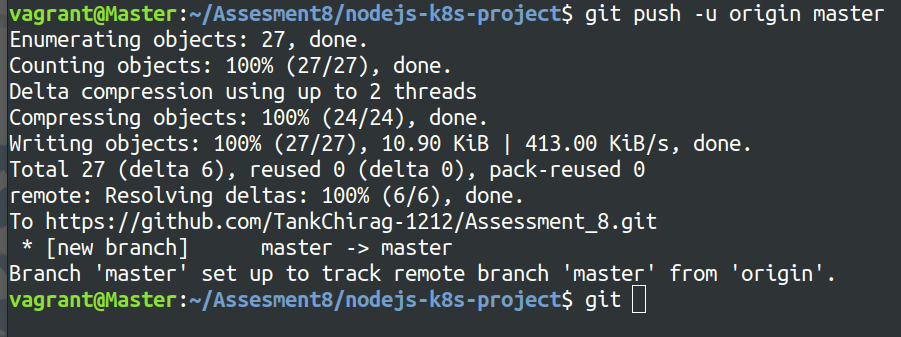 vagrant@Master:~/Assesment8/nodejs-k8s-project$ git push -u origin master
Enumerating objects: 27, done.
Counting objects: 100% (27/27), done.
Delta compression using up to 2 threads
Compressing objects: 100% (24/24), done.
Writing objects: 100% (27/27), 10.90 KiB | 413.00 KiB/s, done.
Total 27 (delta 6), reused 0 (delta 0), pack-reused 0
remote: Resolving deltas: 100% (6/6), done.
To https://github.com/TankChirag-1212/Assessment_8.git
 * [new branch]      master -> master
Branch 'master' set up to track remote branch 'master' from 'origin'.
vagrant@Master:~/Assesment8/nodejs-k8s-project$ git